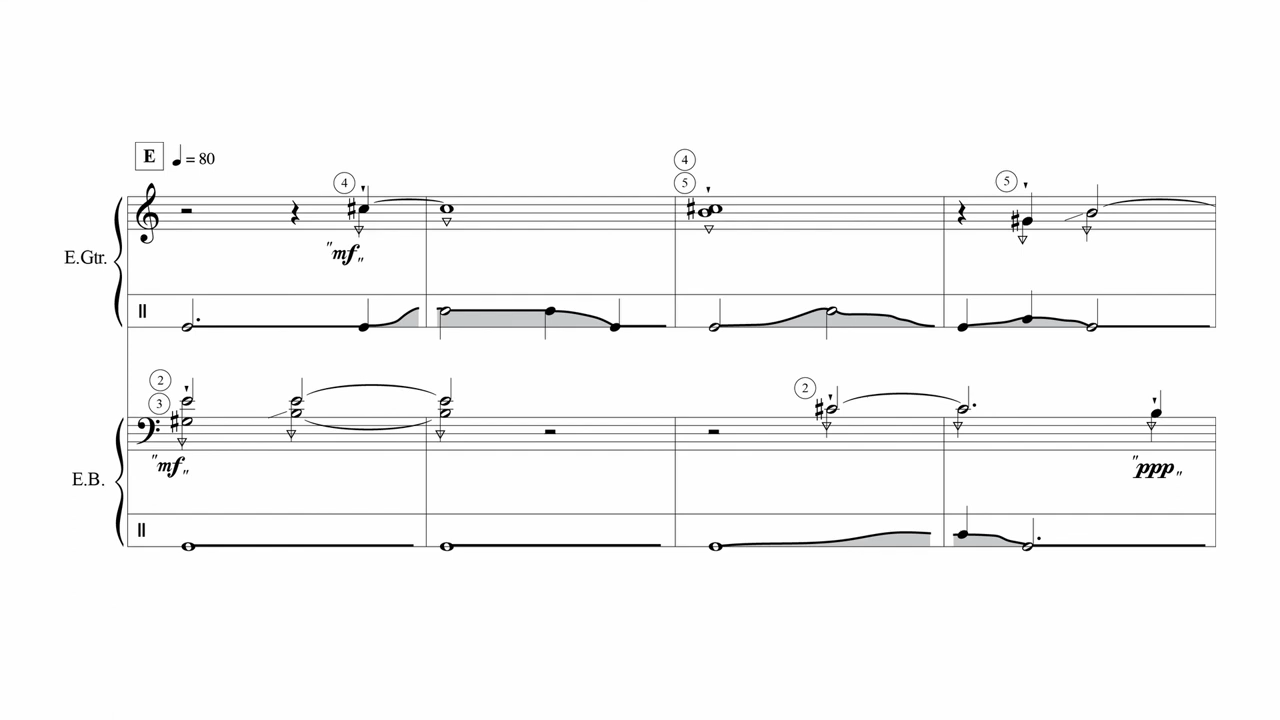 E ♩ = 80
4 4 5 5
"mf„
E.Gtr.
2 3 2
"mf„ "ppp„
E.B.